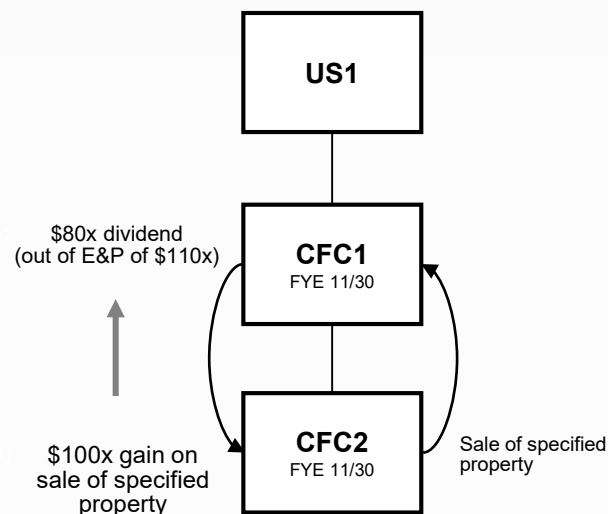 US1
$80x dividend
(out of E&P of $110x)
CFC1
FYE 11/30
$100x gain on
sale of specified
property
CFC2
FYE 11/30
Sale of specified
property